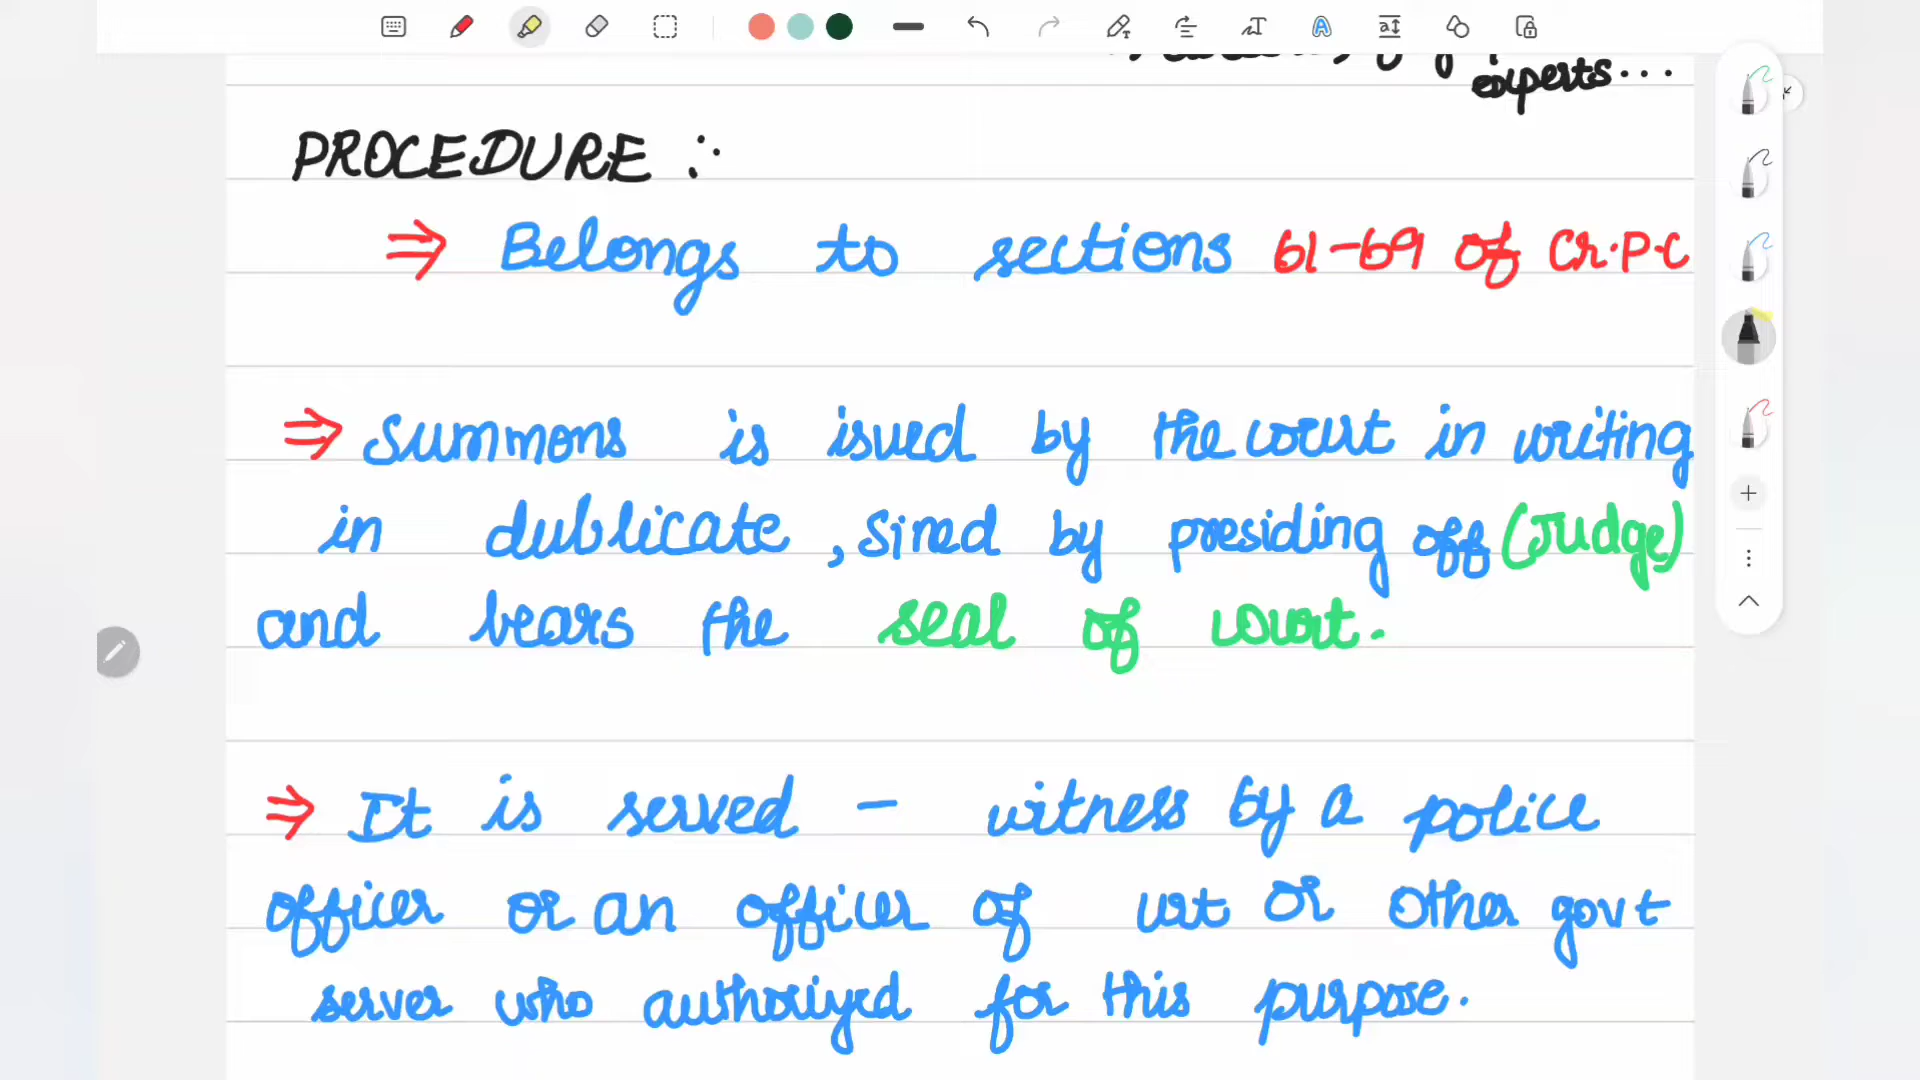 experts...
PROCEDURE :-
⇒ Belongs to sections 61-69 of Cr.P.C
⇒ Summons is isued by the court in writing
in dublicate, sined by presiding off (Judge)
and bears the seal of court.
⇒ It is served - witness by a police
officer or an officer of crt or other govt
server who authorized for this purpose.